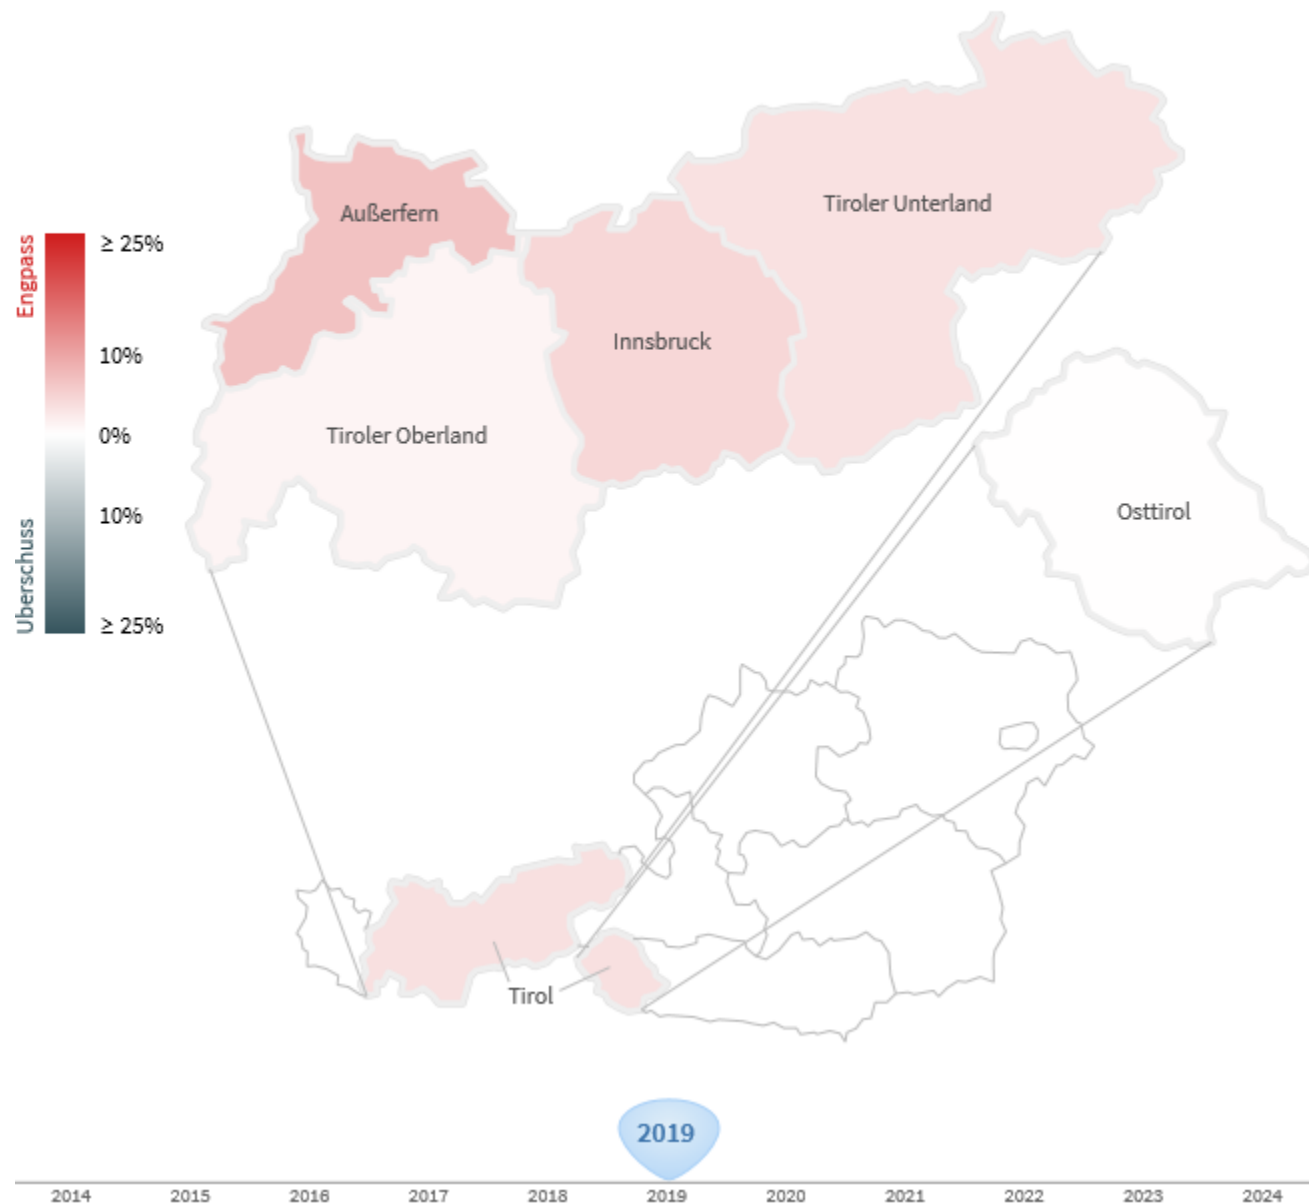 Außerfern
Tiroler Unterland
Engpass
≥ 25%
10%
0%
10%
≥ 25%
Uberschuss
Innsbruck
Tiroler Oberland
Osttirol
Tirol
2019
2014 2015 2016 2017 2018 2019 2020 2021 2022 2023 2024